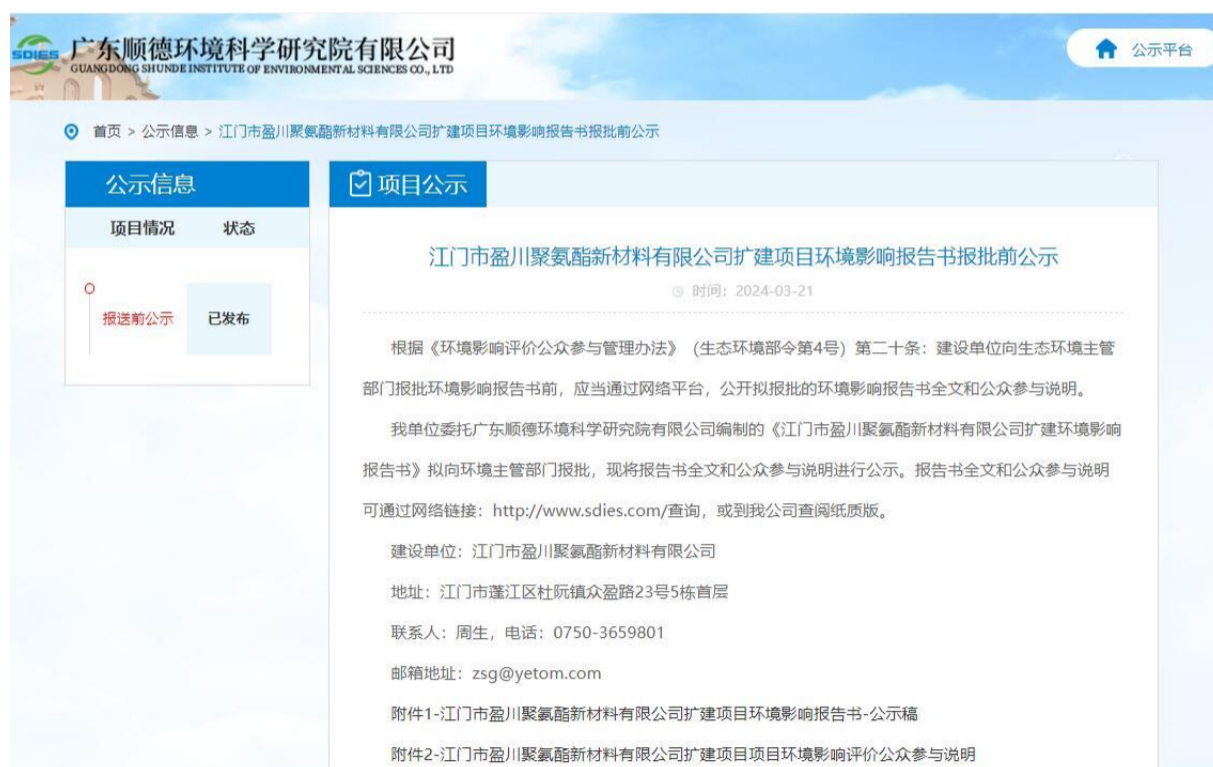 SDIES
广东顺德环境科学研究院有限公司
GUANGDONG SHUNDE INSTITUTE OF ENVIRONMENTAL SCIENCES CO., LTD
公示平台
首页 > 公示信息 > 江门市盈川聚氨酯新材料有限公司扩建项目环境影响报告书报批前公示
公示信息
项目情况 状态
报送前公示 已发布
项目公示
江门市盈川聚氨酯新材料有限公司扩建项目环境影响报告书报批前公示
时间：2024-03-21
根据《环境影响评价公众参与管理办法》（生态环境部令第4号）第二十条：建设单位向生态环境主管
部门报批环境影响报告书前，应当通过网络平台，公开拟报批的环境影响报告书全文和公众参与说明。
我单位委托广东顺德环境科学研究院有限公司编制的《江门市盈川聚氨酯新材料有限公司扩建环境影响
报告书》拟向环境主管部门报批，现将报告书全文和公众参与说明进行公示。报告书全文和公众参与说明
可通过网络链接：http://www.sdies.com/查询，或到我公司查阅纸质版。
建设单位：江门市盈川聚氨酯新材料有限公司
地址：江门市蓬江区杜阮镇众盈路23号5栋首层
联系人：周生，电话：0750-3659801
邮箱地址：zsg@yetom.com
附件1-江门市盈川聚氨酯新材料有限公司扩建项目环境影响报告书-公示稿
附件2-江门市盈川聚氨酯新材料有限公司扩建项目项目环境影响评价公众参与说明